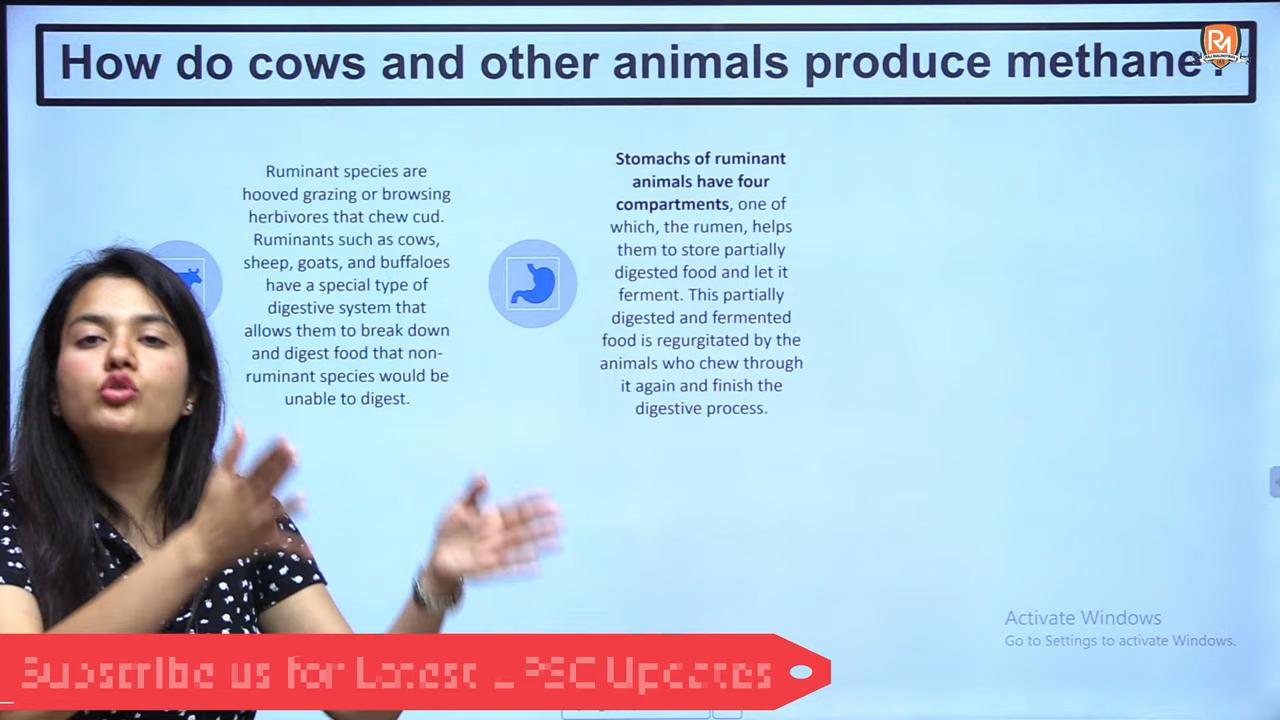 How do cows and other animals produce methane?
Ruminant species are
hooved grazing or browsing
herbivores that chew cud.
Ruminants such as cows,
sheep, goats, and buffaloes
have a special type of
digestive system that
allows them to break down
and digest food that non-
ruminant species would be
unable to digest.
Stomachs of ruminant
animals have four
compartments, one of
which, the rumen, helps
them to store partially
digested food and let it
ferment. This partially
digested and fermented
food is regurgitated by the
animals who chew through
it again and finish the
digestive process.
Activate Windows
Go to Settings to activate Windows.
Subscribe us for Latest Updates